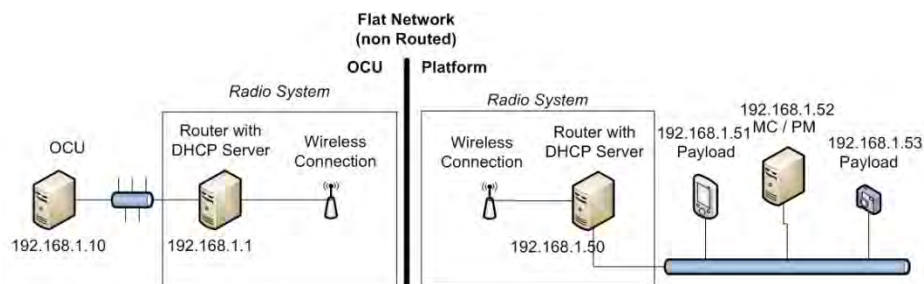 Flat Network
(non Routed)
OCU Platform
Radio System
Radio System
OCU
Router with
DHCP Server
Wireless
Connection
192.168.1.10
192.168.1.1
Wireless
Connection
Router with
DHCP Server
192.168.1.50
192.168.1.51
Payload
192.168.1.52
MC / PM
192.168.1.53
Payload